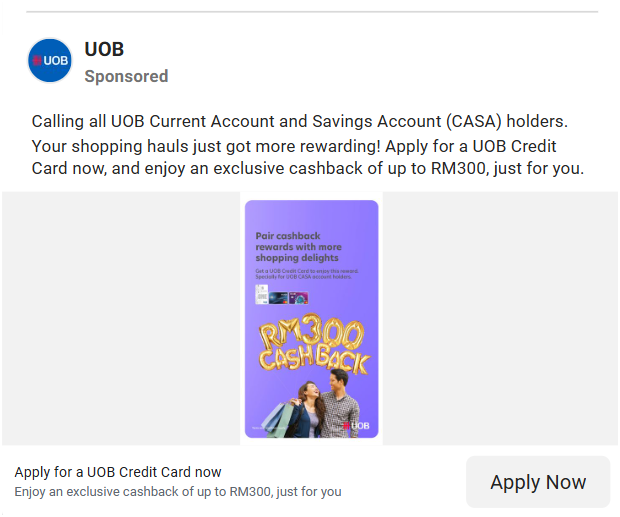 UOB
UOB
Sponsored
Calling all UOB Current Account and Savings Account (CASA) holders.
Your shopping hauls just got more rewarding! Apply for a UOB Credit
Card now, and enjoy an exclusive cashback of up to RM300, just for you.
Pair cashback
rewards with more
shopping delights
Get a UOB Credit Card to enjoy this reward.
Specially for UOB CASA account holders.
RM300
CASHBACK
UOB
Apply for a UOB Credit Card now
Enjoy an exclusive cashback of up to RM300, just for you
Apply Now